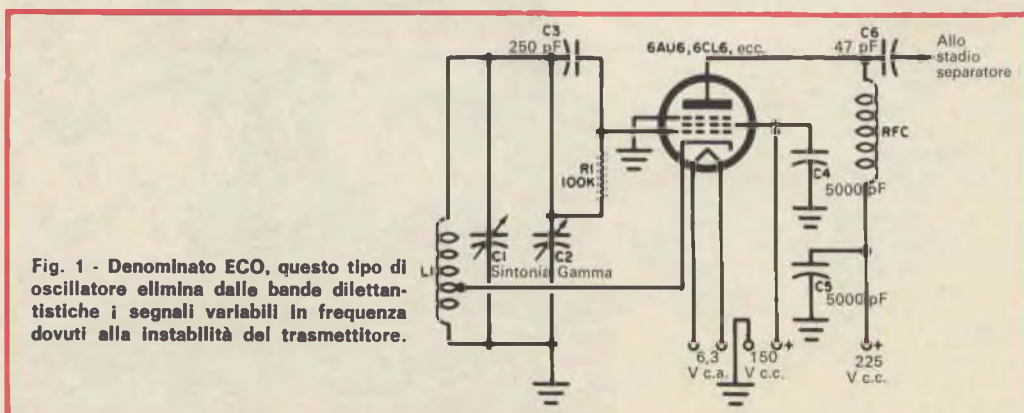 C3
250 pF
6AU6, 6CL6, ecc.
C6
47 pF
Allo
stadio
separatore
RFC
R1
100K
C4
5000 pF
L1
C1
C2
Sintonia Gamma
C5
5000 pF
6,3
V c.a.
150
V c.c.
+
225
V c.c.
+
Fig. 1 - Denominato ECO, questo tipo di
oscillatore elimina dalle bande dilettan-
tistiche i segnali variabili in frequenza
dovuti alla instabilità del trasmettitore.